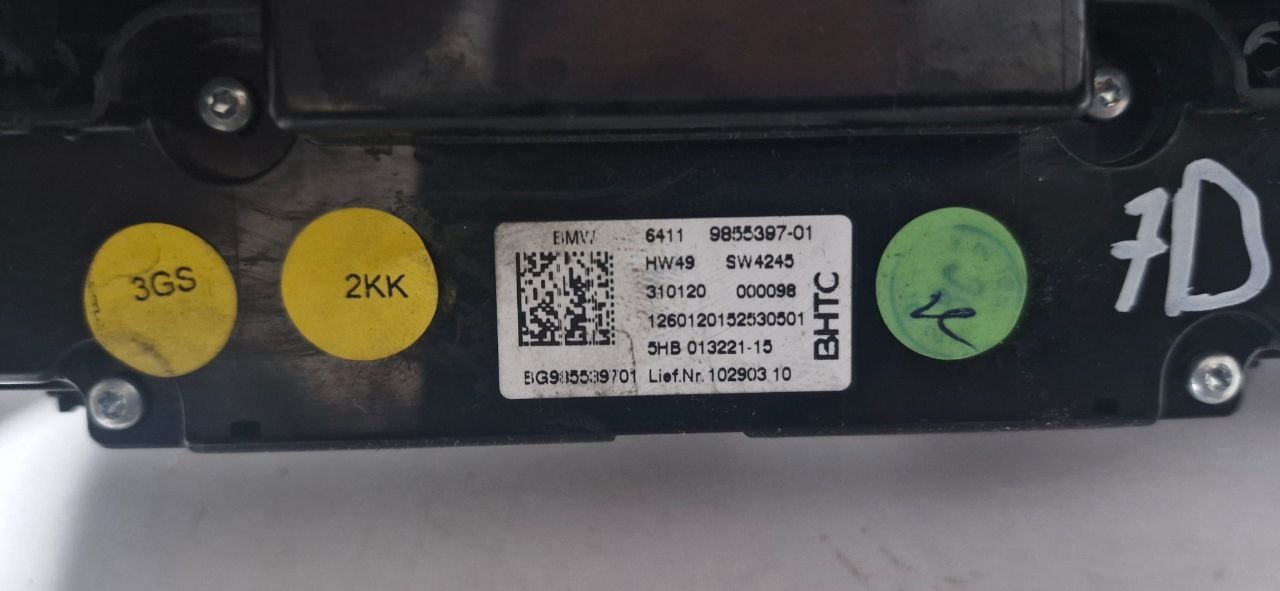 3GS
2KK
BMW 6411 9855397-01
HW49 SW4245
310120 000098
1260120152530501
5HB 013221-15
BG985539701 Lief.Nr. 102903 10
BHTC
7D